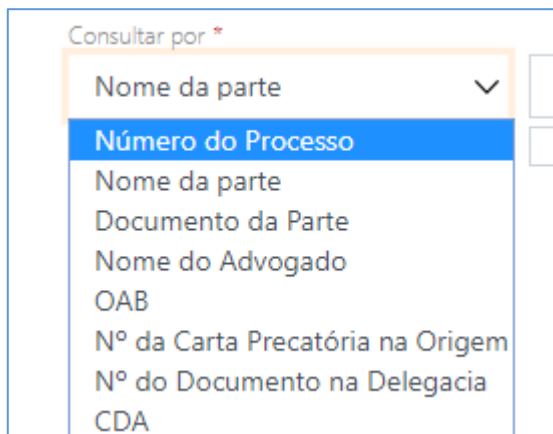 Consultar por *
Nome da parte
Número do Processo
Nome da parte
Documento da Parte
Nome do Advogado
OAB
Nº da Carta Precatória na Origem
Nº do Documento na Delegacia
CDA